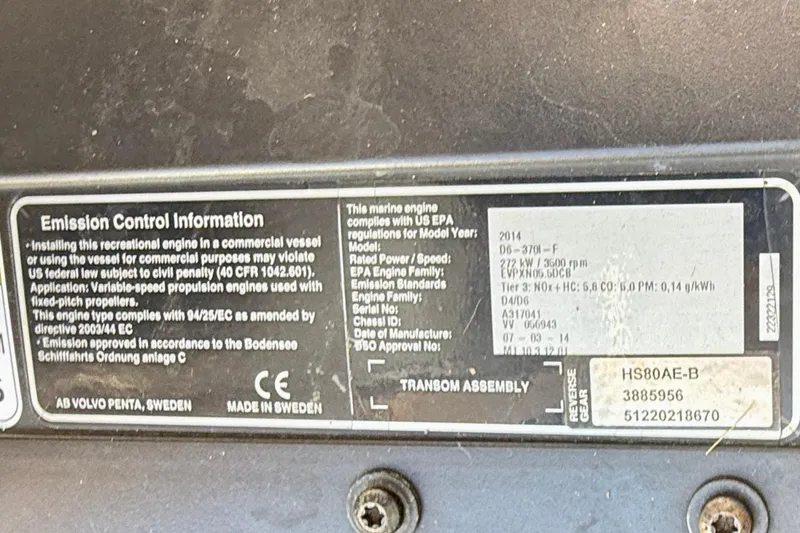 Emission Control Information
• Installing this recreational engine in a commercial vessel
or using the vessel for commercial purposes may violate
US federal law subject to civil penalty (40 CFR 1042.601).
Application: Variable-speed propulsion engines used with
fixed-pitch propellers.
This engine type complies with 94/25/EC as amended by
directive 2003/44 EC
• Emission approved in accordance to the Bodensee
Schifffahrts Ordnung anlage C
CE
AB VOLVO PENTA, SWEDEN MADE IN SWEDEN
This marine engine
complies with US EPA
regulations for Model Year: 2014
Model: D6-370I-F
Rated Power / Speed: 272 kW / 3500 rpm
EPA Engine Family: EVPXN05.5DCB
Emission Standards Tier 3: NOx + HC: 5,8 CO: 5,0 PM: 0,14 g/kWh
Engine Family: D4/D6
Serial No: A317041
Chassi ID: VV 056943
Date of Manufacture: 07 - 03 - 14
BSO Approval No:
22322129
TRANSOM ASSEMBLY
REVERSE
GEAR
HS80AE-B
3885956
51220218670